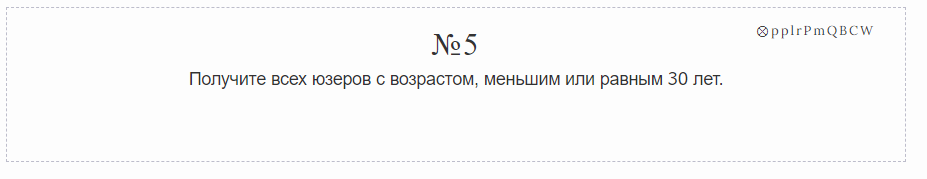 ⊗pplrPmQBCW
№5
Получите всех юзеров с возрастом, меньшим или равным 30 лет.